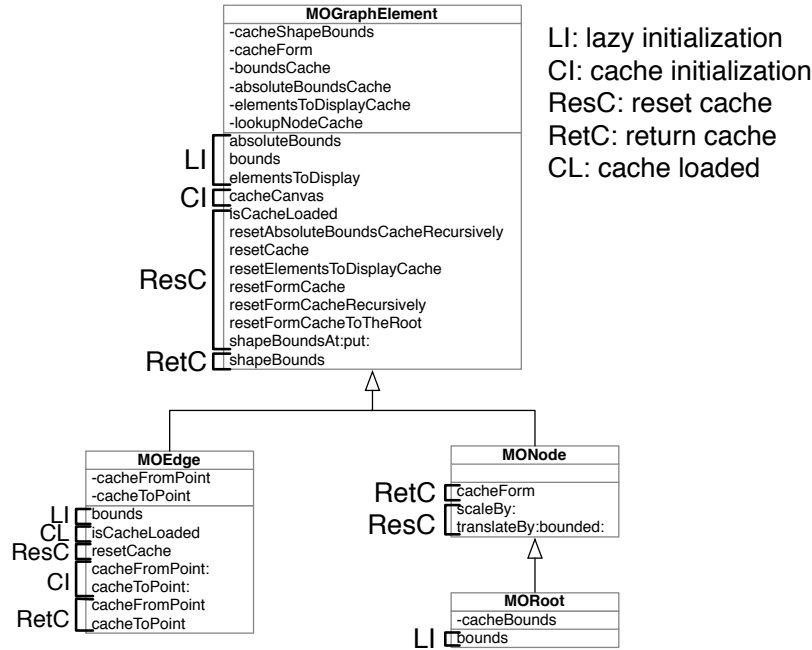 MOGraphElement
-cacheShapeBounds
-cacheForm
-boundsCache
-absoluteBoundsCache
-elementsToDisplayCache
-lookupNodeCache
LI
absoluteBounds
bounds
elementsToDisplay
CI
cacheCanvas
ResC
isCacheLoaded
resetAbsoluteBoundsCacheRecursively
resetCache
resetElementsToDisplayCache
resetFormCache
resetFormCacheRecursively
resetFormCacheToTheRoot
shapeBoundsAt:put:
RetC
shapeBounds
LI: lazy initialization
CI: cache initialization
ResC: reset cache
RetC: return cache
CL: cache loaded
MOEdge
-cacheFromPoint
-cacheToPoint
LI
bounds
CL
isCacheLoaded
ResC
resetCache
CI
cacheFromPoint:
cacheToPoint:
RetC
cacheFromPoint
cacheToPoint
MONode
RetC
cacheForm
ResC
scaleBy:
translateBy:bounded:
MORoot
-cacheBounds
LI
bounds